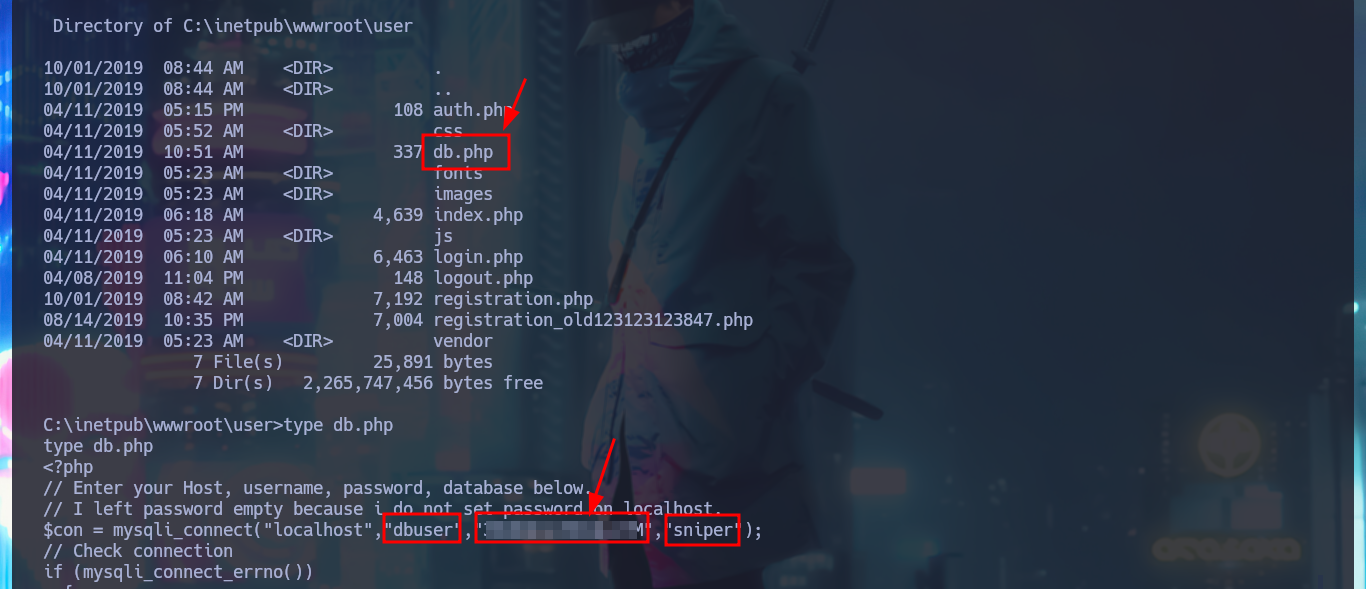 Directory of C:\inetpub\wwwroot\user
10/01/2019  08:44 AM    <DIR>          .
10/01/2019  08:44 AM    <DIR>          ..
04/11/2019  05:15 PM               108 auth.php
04/11/2019  05:52 AM    <DIR>          css
04/11/2019  10:51 AM               337 db.php
04/11/2019  05:23 AM    <DIR>          fonts
04/11/2019  05:23 AM    <DIR>          images
04/11/2019  06:18 AM             4,639 index.php
04/11/2019  05:23 AM    <DIR>          js
04/11/2019  06:10 AM             6,463 login.php
04/08/2019  11:04 PM               148 logout.php
10/01/2019  08:42 AM             7,192 registration.php
08/14/2019  10:35 PM             7,004 registration_old123123123847.php
04/11/2019  05:23 AM    <DIR>          vendor
7 File(s)         25,891 bytes
7 Dir(s)   2,265,747,456 bytes free
C:\inetpub\wwwroot\user>type db.php
type db.php
<?php
// Enter your Host, username, password, database below.
// I left password empty because i do not set password on localhost.
$con = mysqli_connect("localhost","dbuser","M","sniper");
// Check connection
if (mysqli_connect_errno())